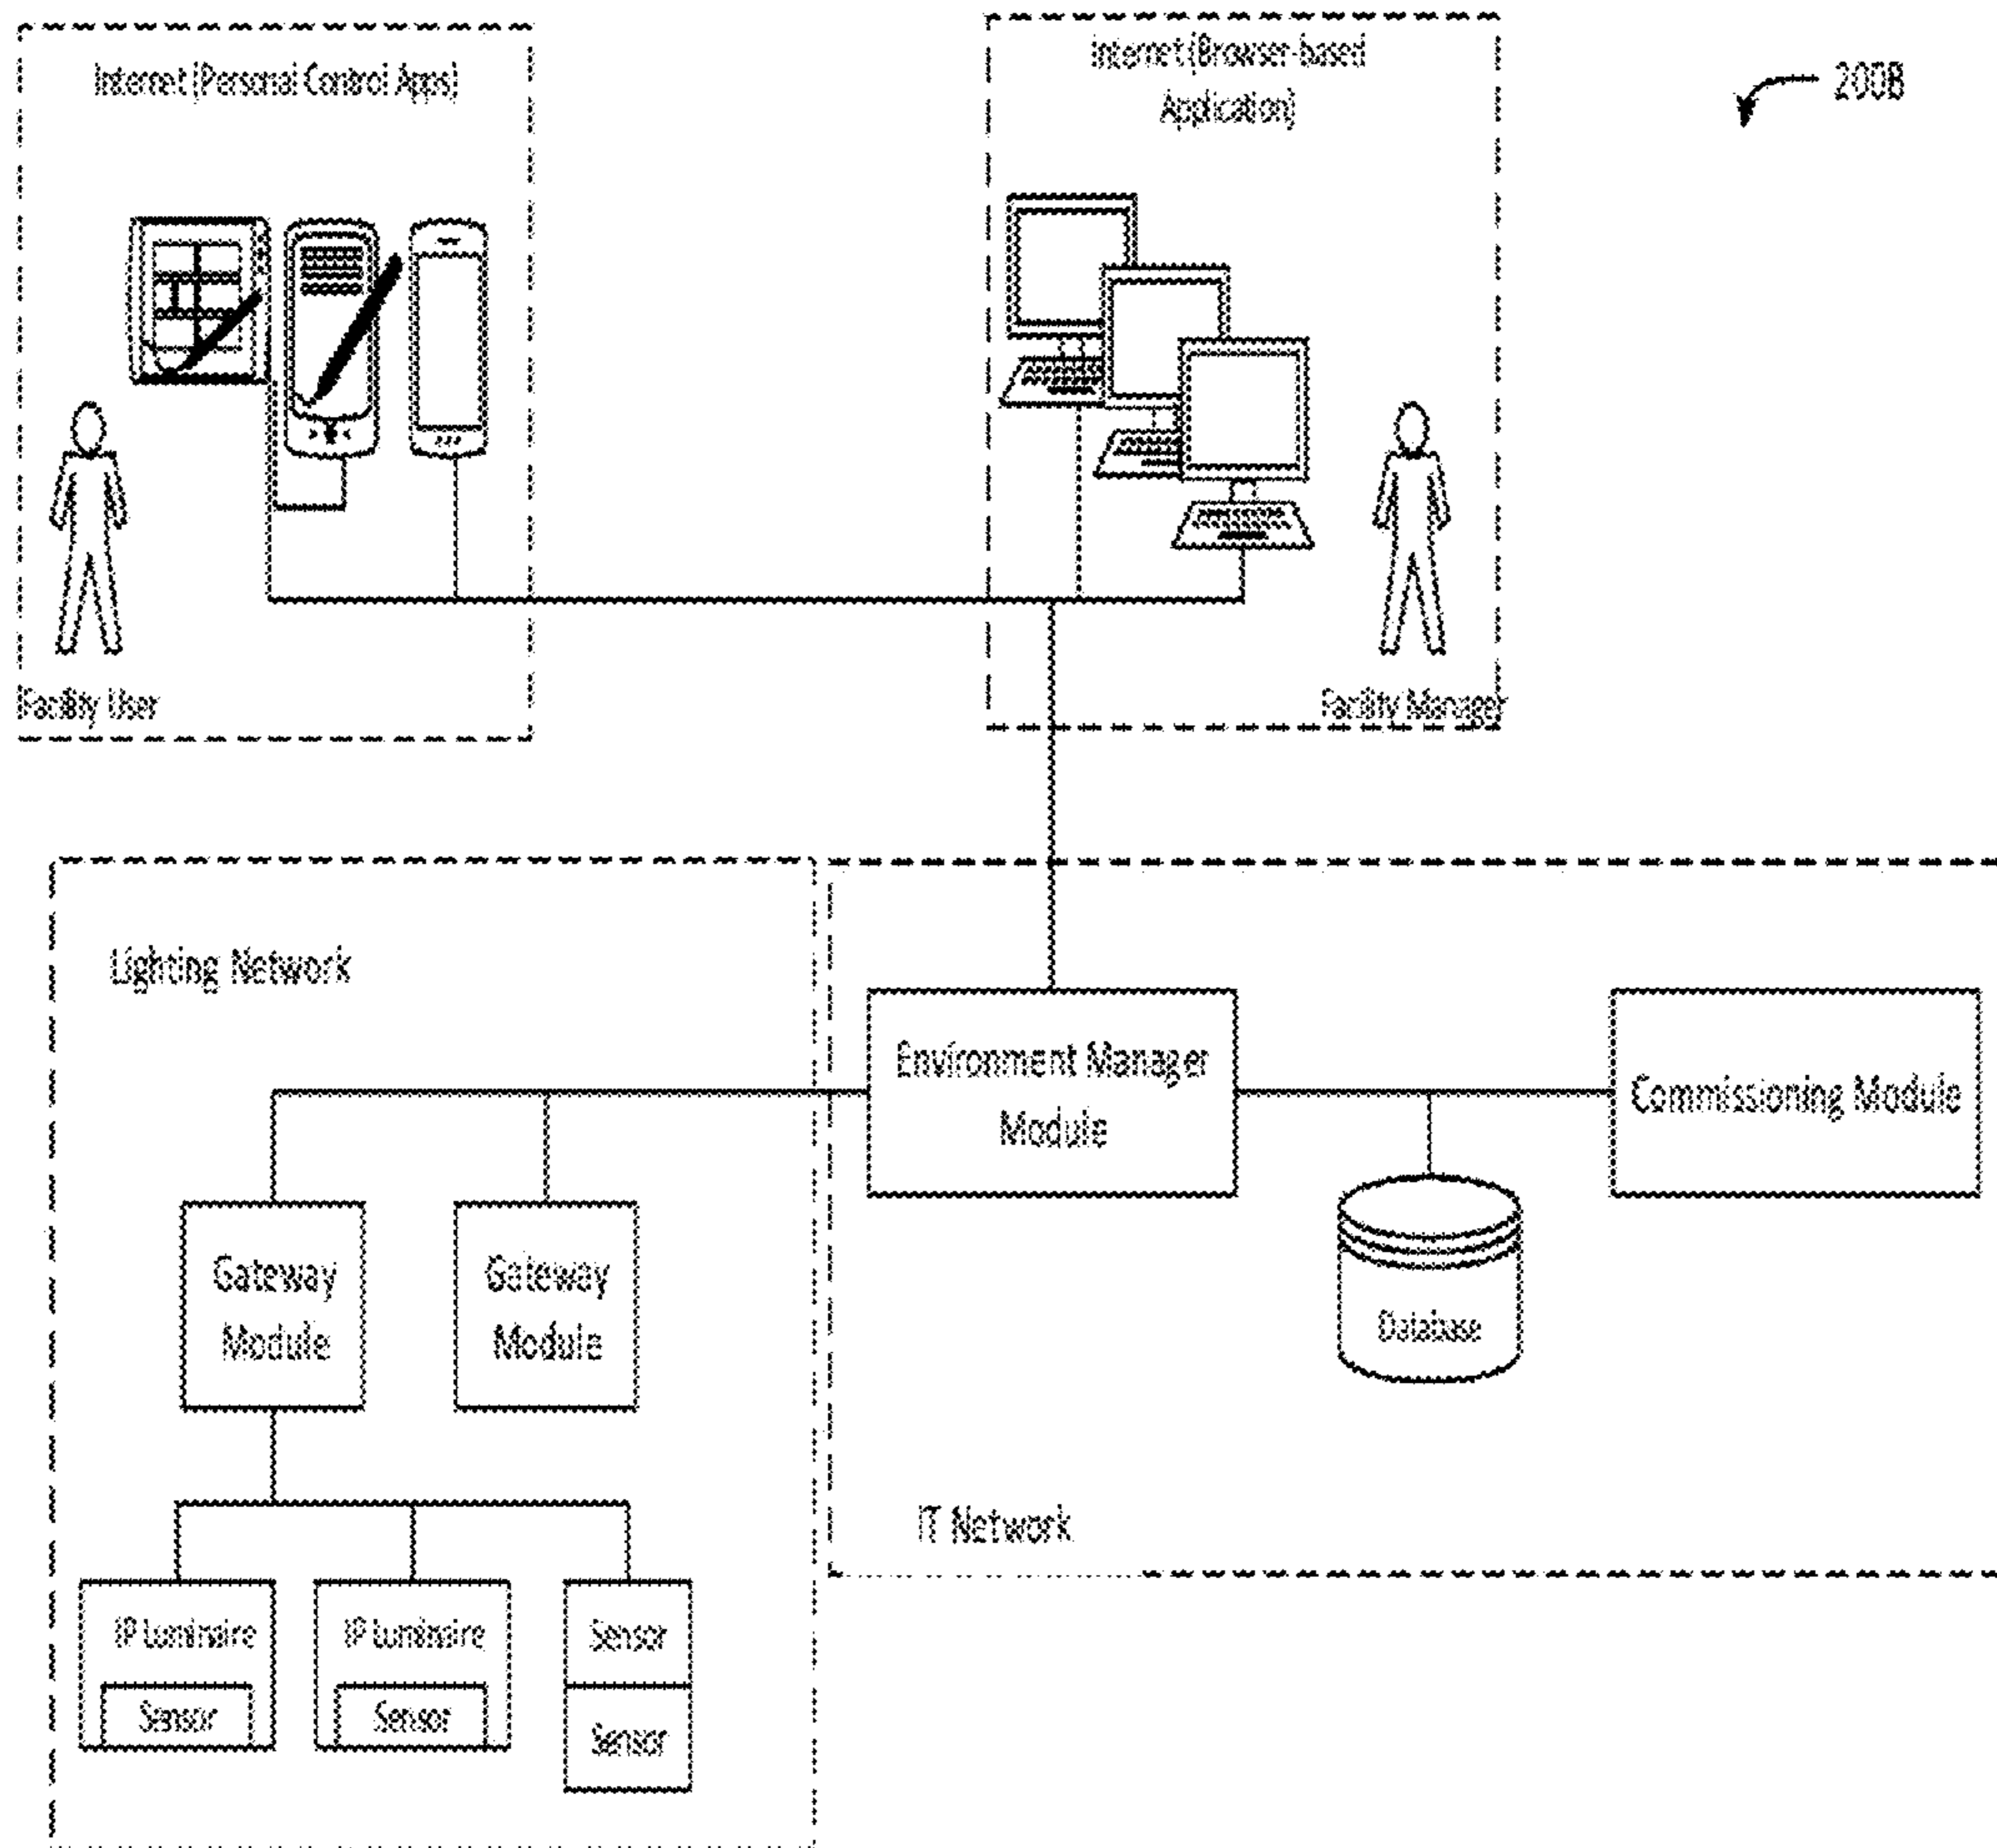 Internet (Personal Control Apps)
Internet (Browser-based
Application)
200B
Facility User
Facility Manager
Lighting Network
Environment Manager
Module
Commissioning Module
Gateway
Module
Gateway
Module
Database
IT Network
IP Luminaire
Sensor
IP Luminaire
Sensor
Sensor
Sensor